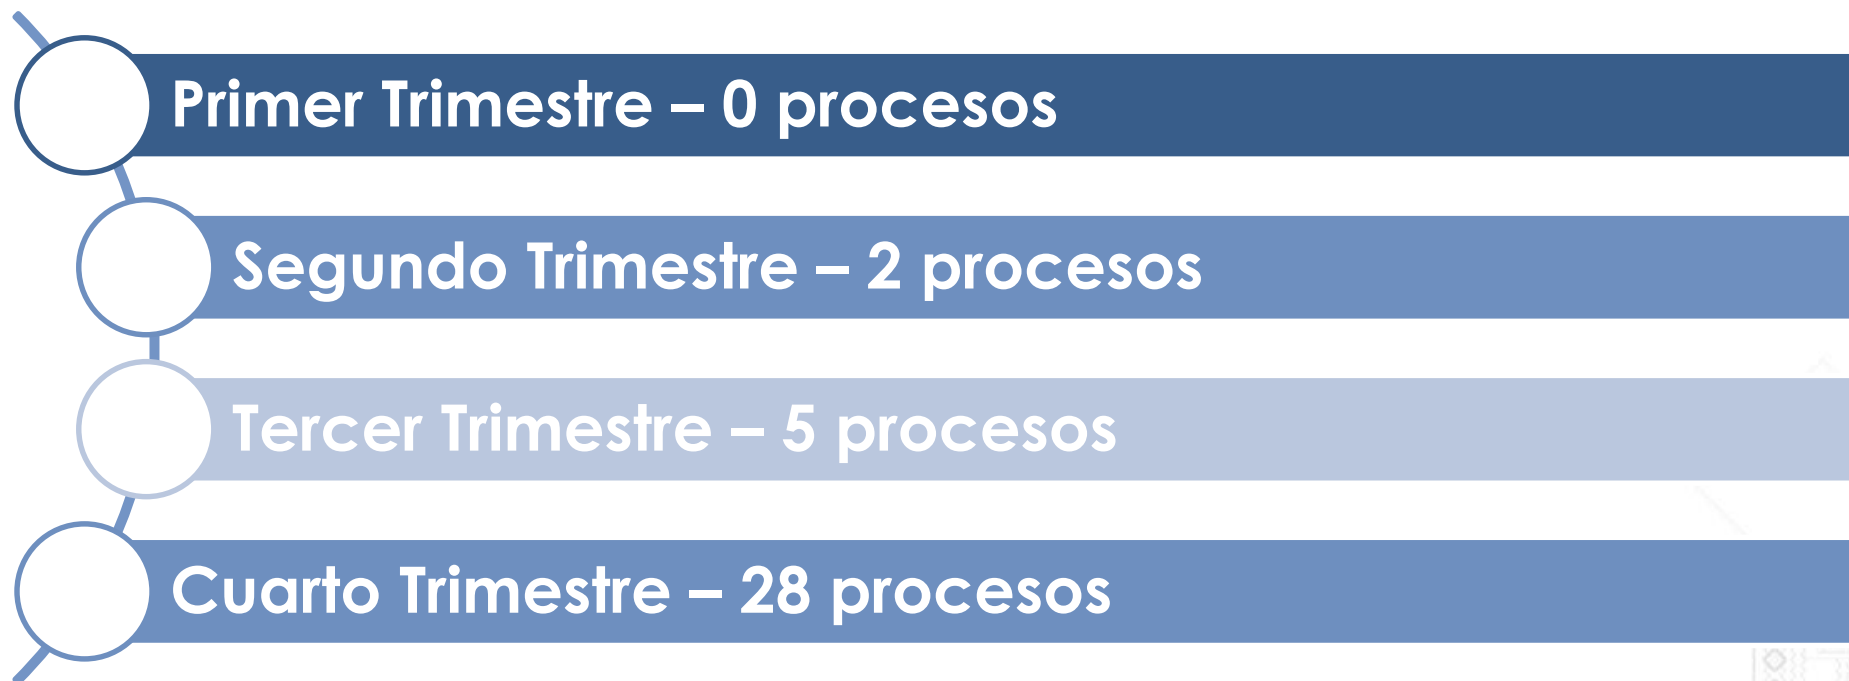 Primer Trimestre – 0 procesos
Segundo Trimestre – 2 procesos
Tercer Trimestre – 5 procesos
Cuarto Trimestre – 28 procesos